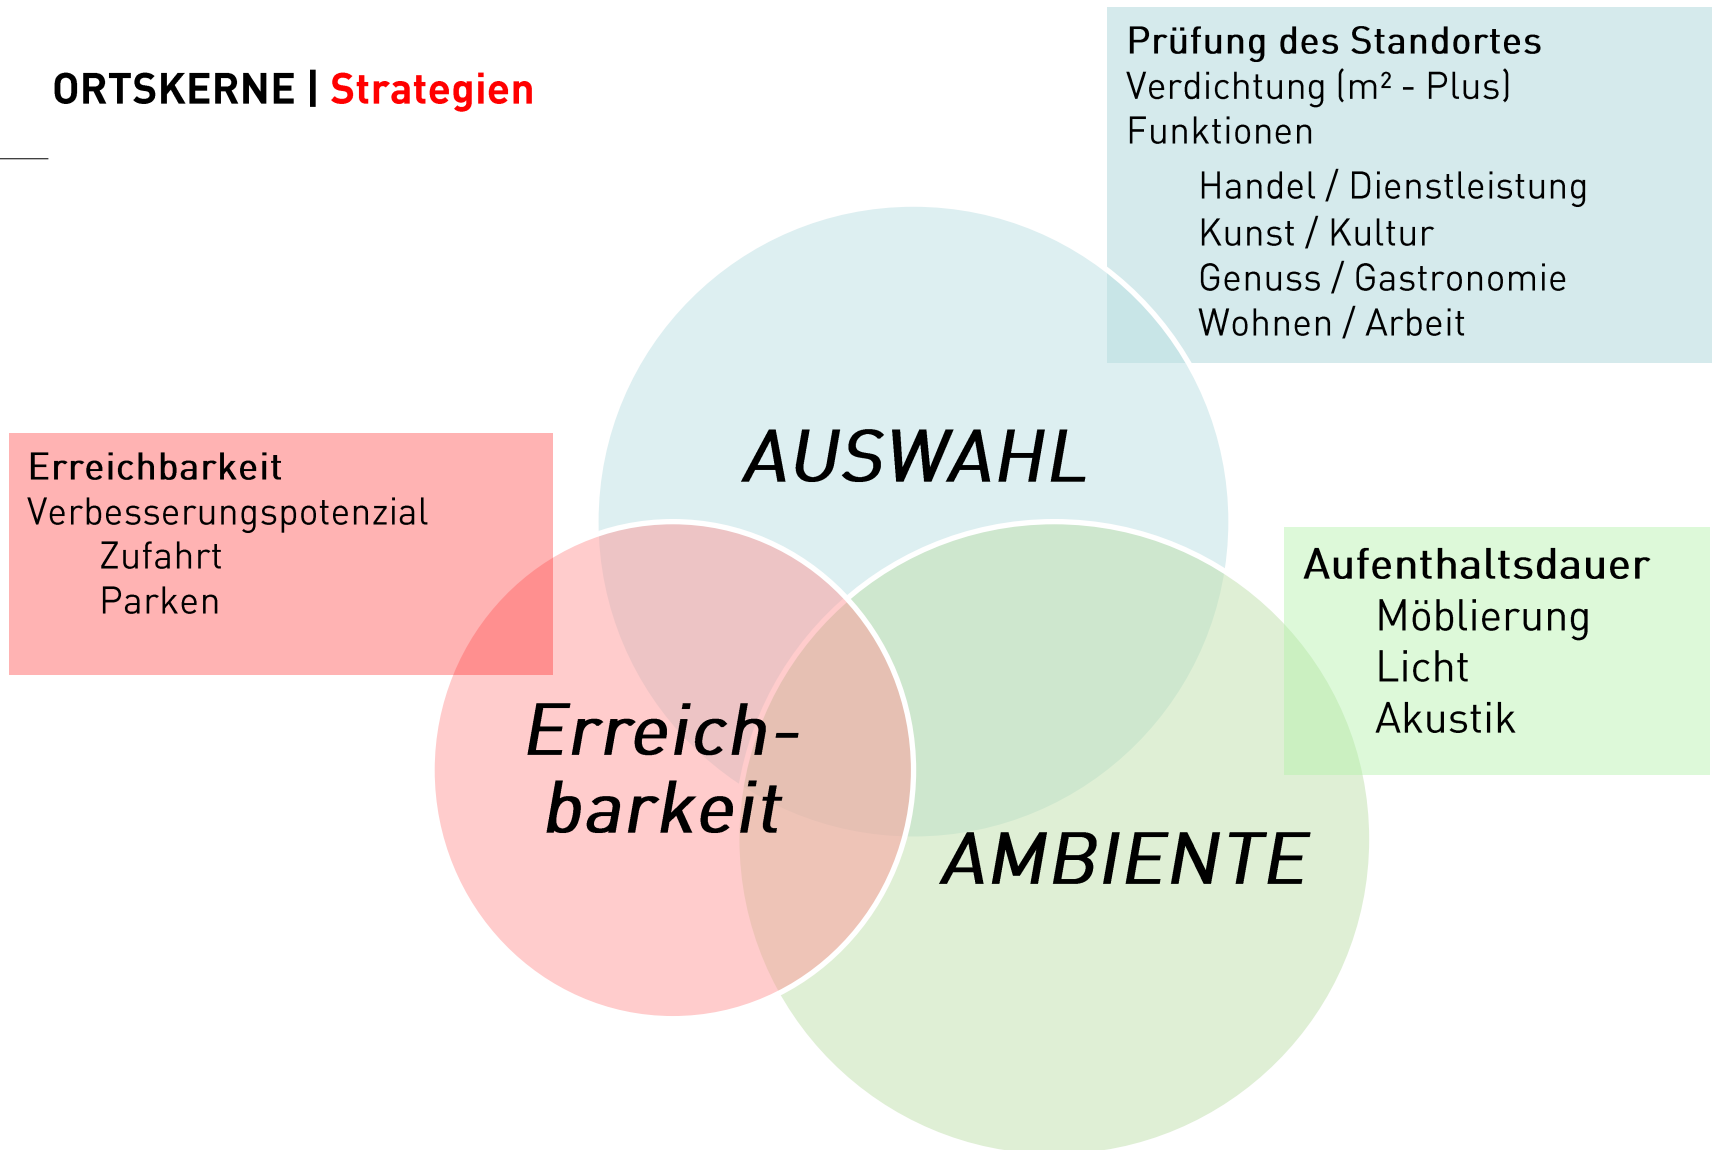 ORTSKERNE | Strategien
Prüfung des Standortes
Verdichtung (m² - Plus)
Funktionen
Handel / Dienstleistung
Kunst / Kultur
Genuss / Gastronomie
Wohnen / Arbeit
AUSWAHL
Erreichbarkeit
Verbesserungspotenzial
Zufahrt
Parken
Aufenthaltsdauer
Möblierung
Licht
Akustik
Erreich-
barkeit
AMBIENTE